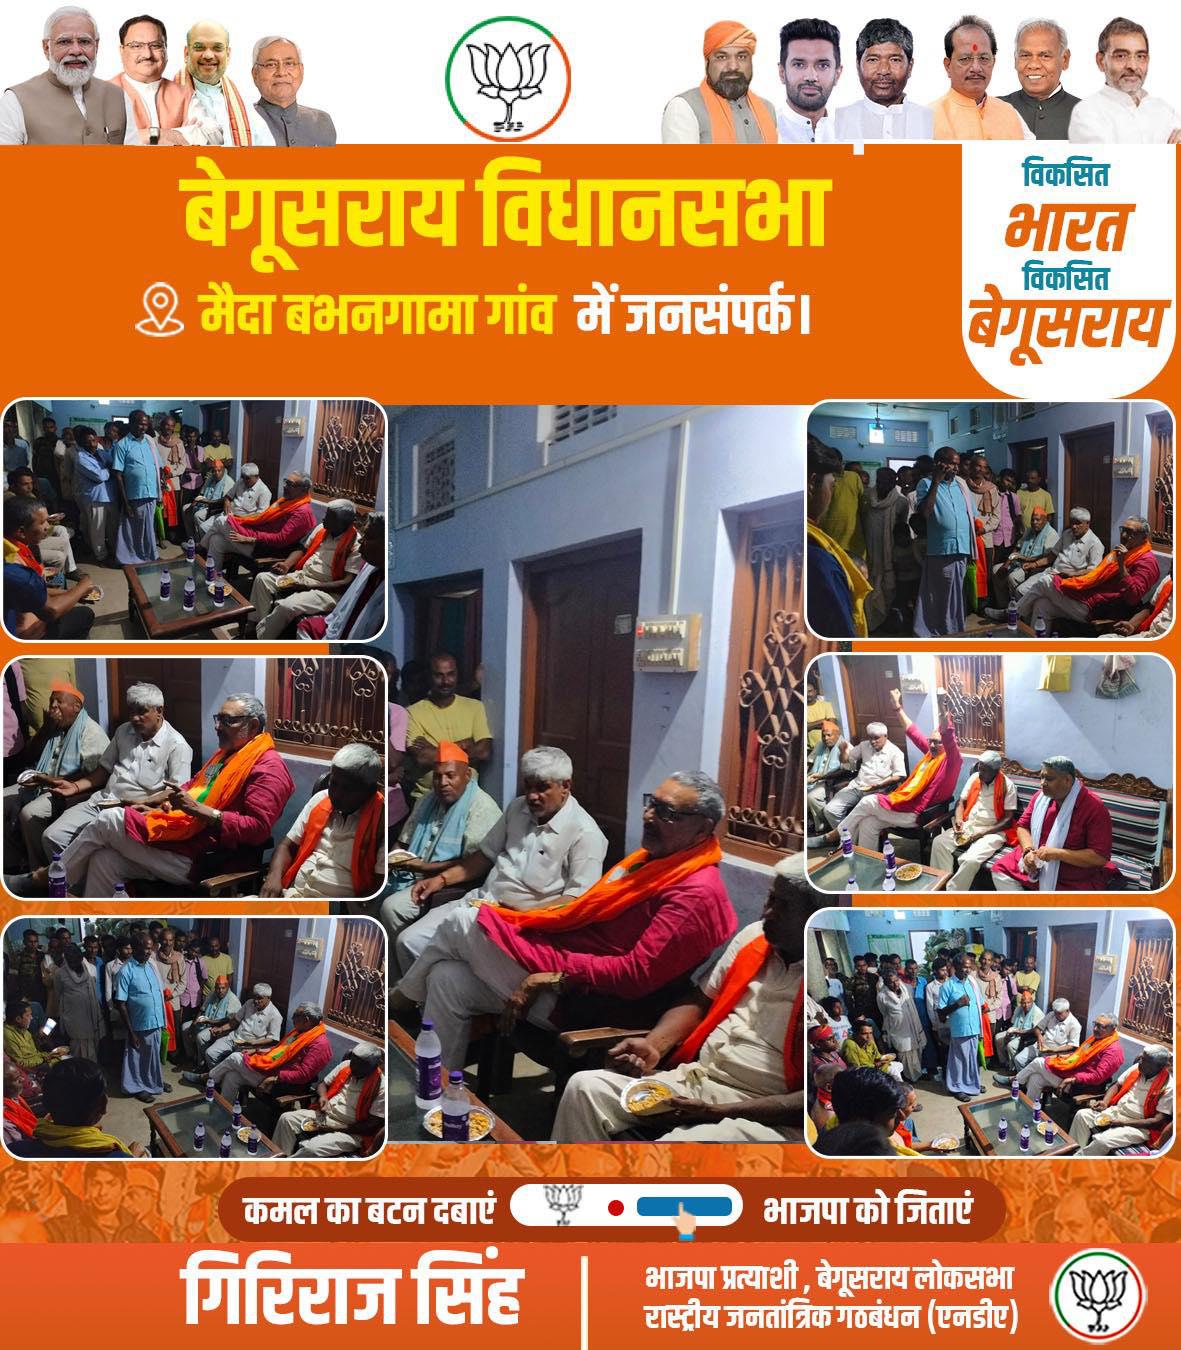 बेगूसराय विधानसभा
मैदा बभनगामा गांव में जनसंपर्क।
विकसित
भारत
विकसित
बेगूसराय
कमल का बटन दबाएं भाजपा को जिताएं
गिरिराज सिंह
भाजपा प्रत्याशी , बेगूसराय लोकसभा
रास्ट्रीय जनतांत्रिक गठबंधन (एनडीए)